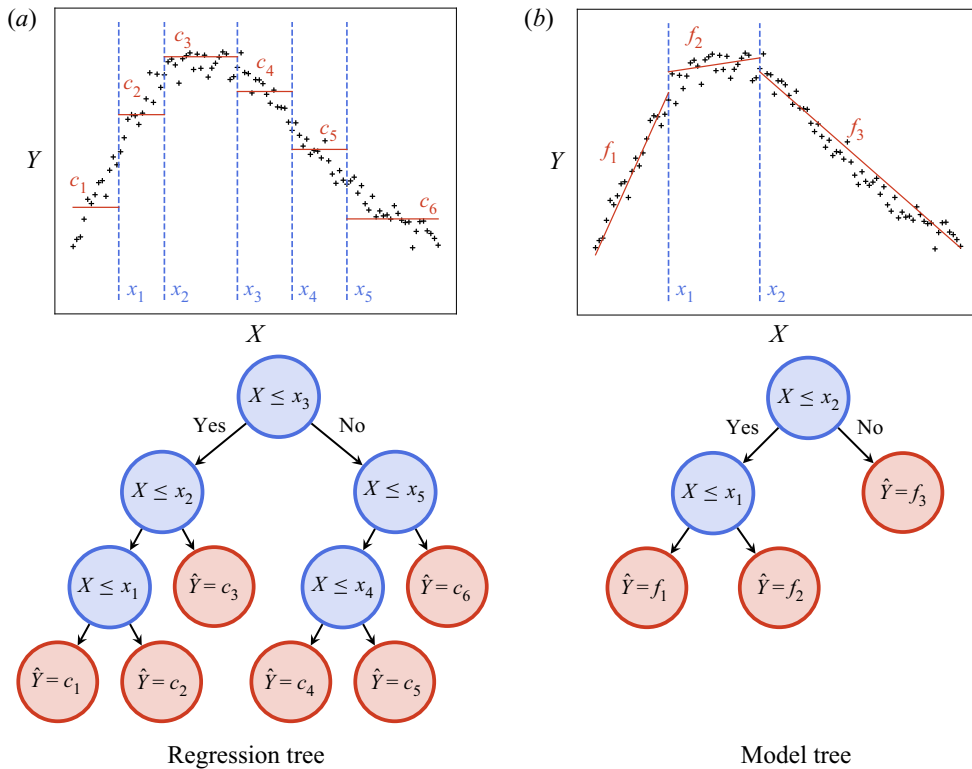 (a)
c1
c2
c3
c4
c5
c6
Y
x1 x2 x3 x4 x5
X
(b)
f1
f2
f3
Y
x1 x2
X
X ≤ x3
Yes No
X ≤ x2 X ≤ x5
X ≤ x1 Ŷ = c3 X ≤ x4 Ŷ = c6
Ŷ = c1 Ŷ = c2 Ŷ = c4 Ŷ = c5
Regression tree
X ≤ x2
Yes No
X ≤ x1 Ŷ = f3
Ŷ = f1 Ŷ = f2
Model tree